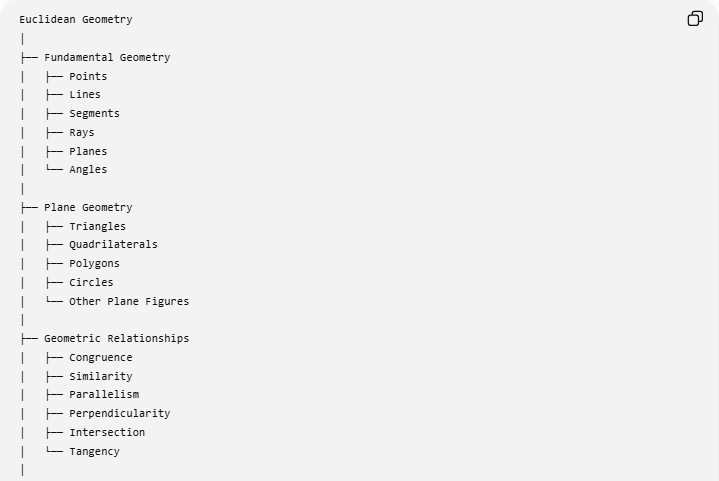 Euclidean Geometry
│
├── Fundamental Geometry
│   ├── Points
│   ├── Lines
│   ├── Segments
│   ├── Rays
│   ├── Planes
│   └── Angles
│
├── Plane Geometry
│   ├── Triangles
│   ├── Quadrilaterals
│   ├── Polygons
│   ├── Circles
│   └── Other Plane Figures
│
├── Geometric Relationships
│   ├── Congruence
│   ├── Similarity
│   ├── Parallelism
│   ├── Perpendicularity
│   ├── Intersection
│   └── Tangency
│